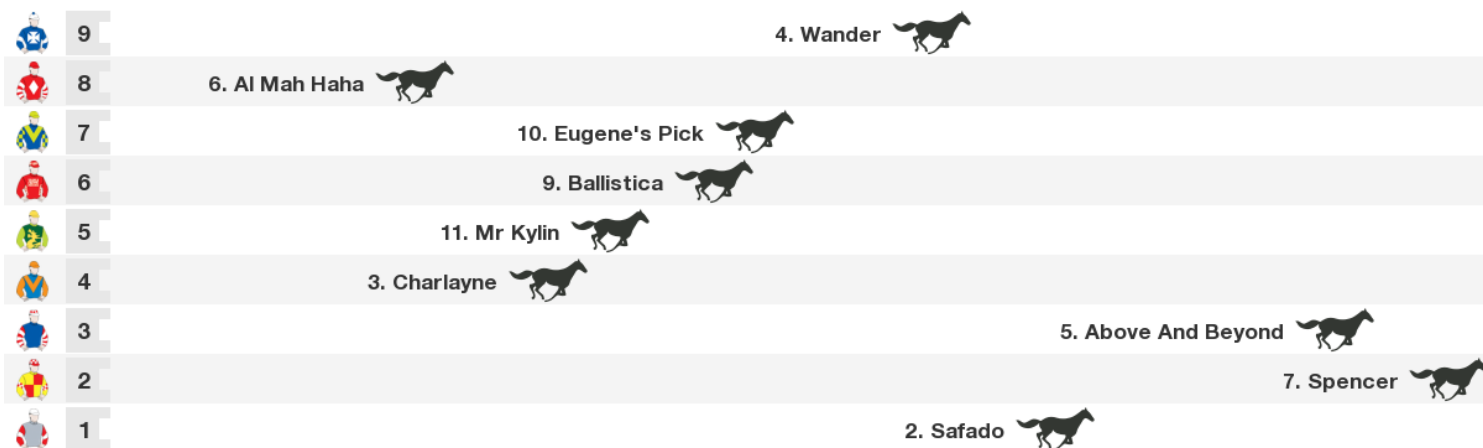 9 4. Wander
8 6. Al Mah Haha
7 10. Eugene's Pick
6 9. Ballistica
5 11. Mr Kylin
4 3. Charlayne
3 5. Above And Beyond
2 7. Spencer
1 2. Safado